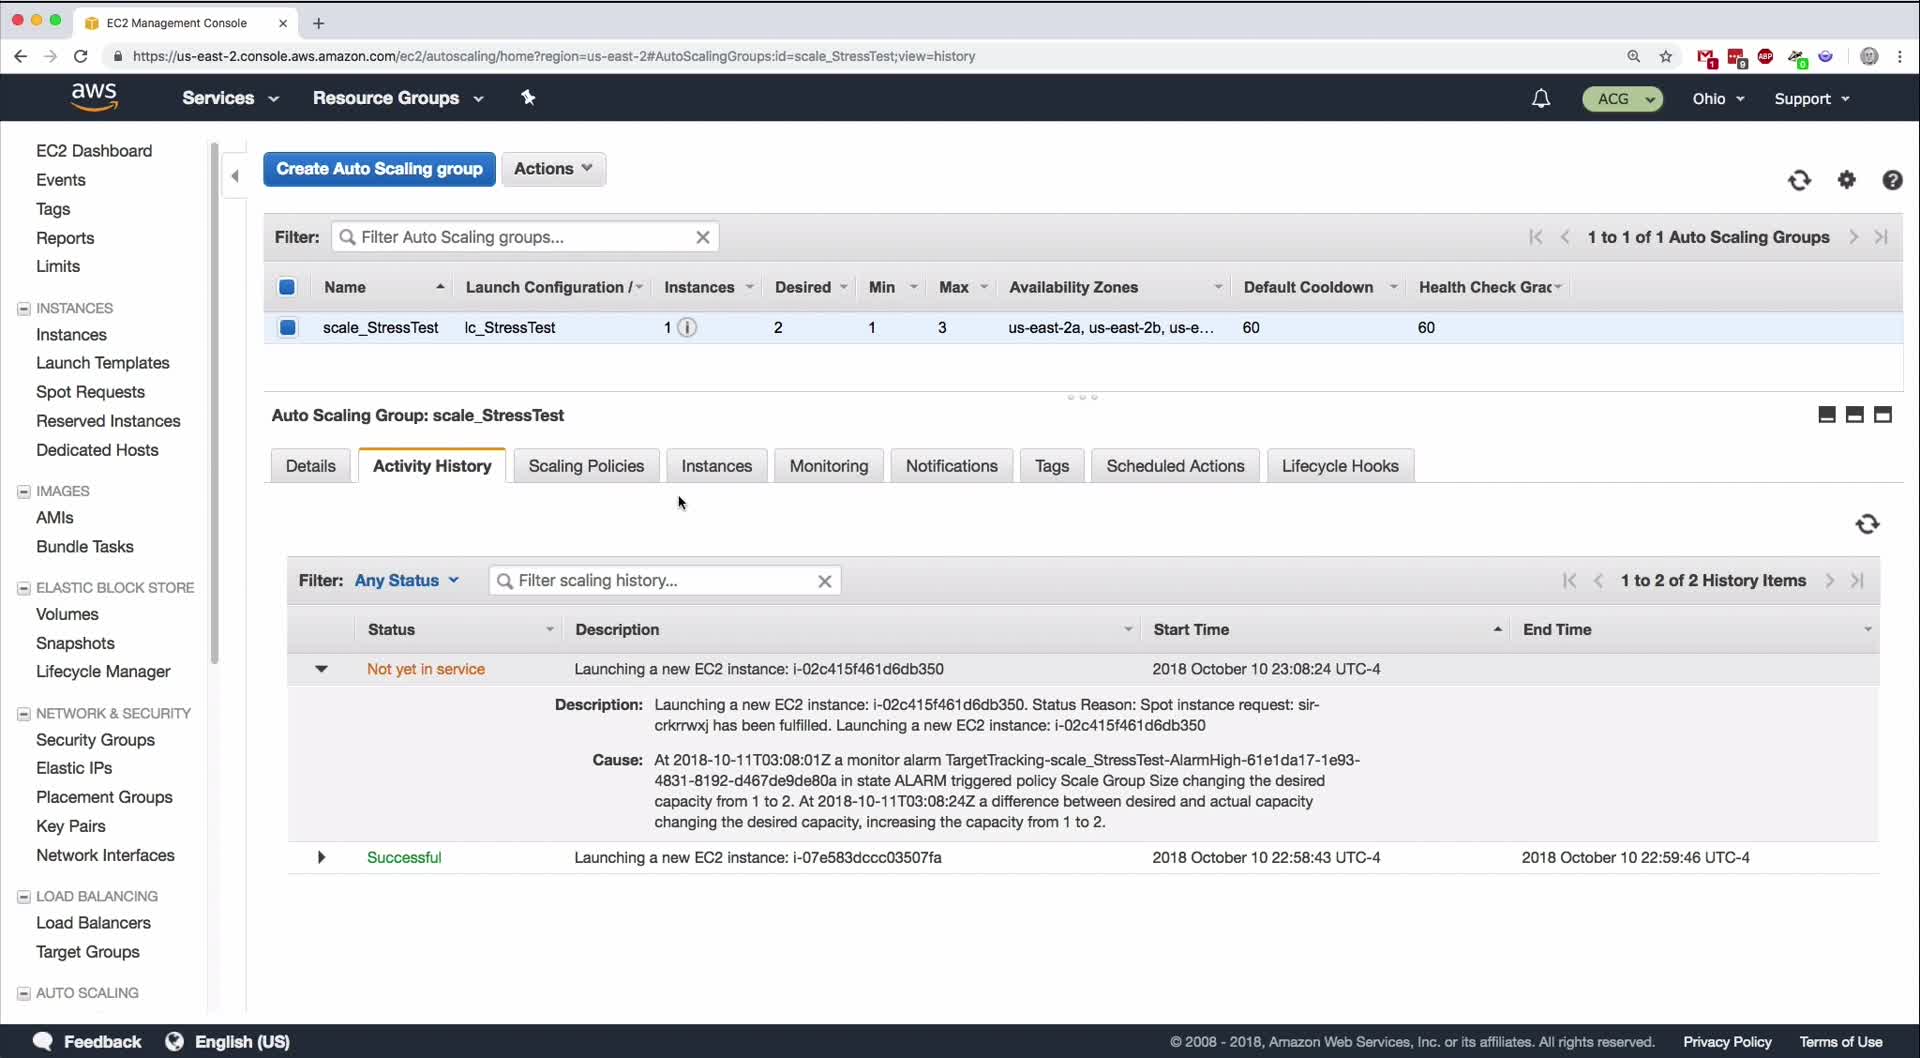 EC2 Management Console
https://us-east-2.console.aws.amazon.com/ec2/autoscaling/home?region=us-east-2#AutoScalingGroups:id=scale_StressTest;view=history
1
9
ABP
0
aws
Services
Resource Groups
ACG
Ohio
Support
EC2 Dashboard
Events
Tags
Reports
Limits
INSTANCES
Instances
Launch Templates
Spot Requests
Reserved Instances
Dedicated Hosts
IMAGES
AMIs
Bundle Tasks
ELASTIC BLOCK STORE
Volumes
Snapshots
Lifecycle Manager
NETWORK & SECURITY
Security Groups
Elastic IPs
Placement Groups
Key Pairs
Network Interfaces
LOAD BALANCING
Load Balancers
Target Groups
AUTO SCALING
Create Auto Scaling group
Actions
Filter: Filter Auto Scaling groups...
1 to 1 of 1 Auto Scaling Groups
Name Launch Configuration / Instances Desired Min Max Availability Zones Default Cooldown Health Check Grac
scale_StressTest lc_StressTest 1 2 1 3 us-east-2a, us-east-2b, us-e... 60 60
Auto Scaling Group: scale_StressTest
Details Activity History Scaling Policies Instances Monitoring Notifications Tags Scheduled Actions Lifecycle Hooks
Filter: Any Status Filter scaling history...
1 to 2 of 2 History Items
Status Description Start Time End Time
Not yet in service Launching a new EC2 instance: i-02c415f461d6db350 2018 October 10 23:08:24 UTC-4
Description: Launching a new EC2 instance: i-02c415f461d6db350. Status Reason: Spot instance request: sir-
crkrrwxj has been fulfilled. Launching a new EC2 instance: i-02c415f461d6db350
Cause: At 2018-10-11T03:08:01Z a monitor alarm TargetTracking-scale_StressTest-AlarmHigh-61e1da17-1e93-
4831-8192-d467de9de80a in state ALARM triggered policy Scale Group Size changing the desired
capacity from 1 to 2. At 2018-10-11T03:08:24Z a difference between desired and actual capacity
changing the desired capacity, increasing the capacity from 1 to 2.
Successful Launching a new EC2 instance: i-07e583dccc03507fa 2018 October 10 22:58:43 UTC-4 2018 October 10 22:59:46 UTC-4
Feedback
English (US)
© 2008 - 2018, Amazon Web Services, Inc. or its affiliates. All rights reserved.
Privacy Policy
Terms of Use